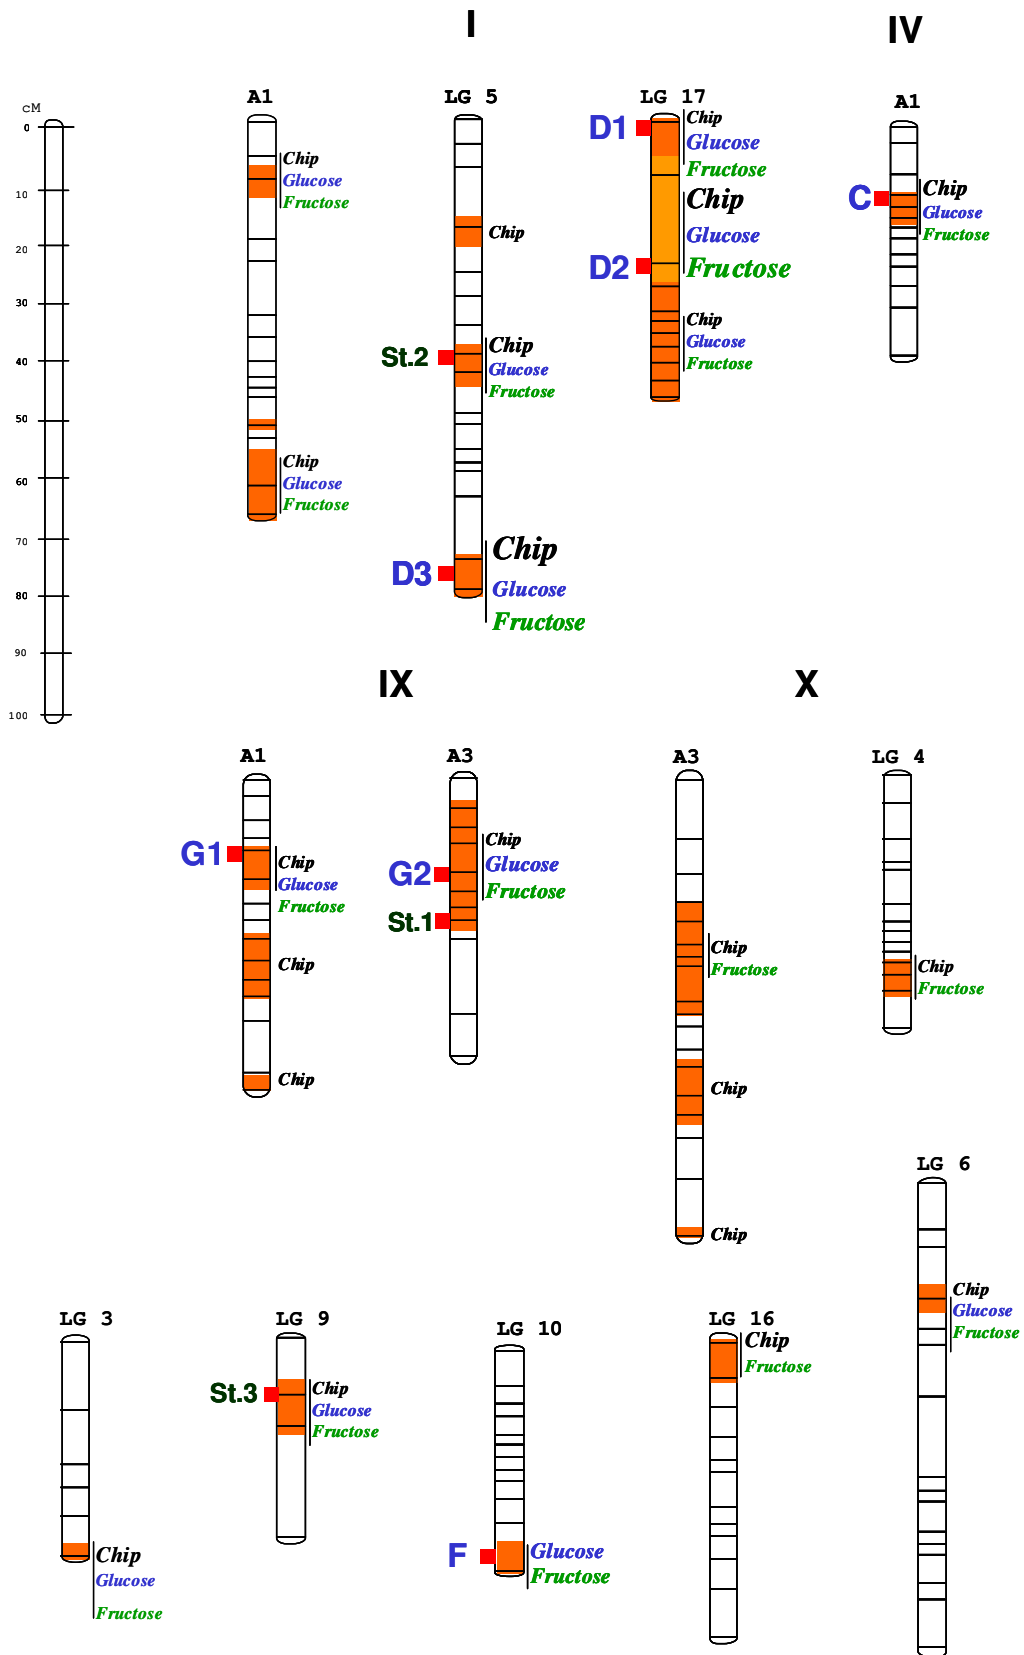 I
IV
cM
0
10
20
30
40
50
60
70
80
90
100
A1
Chip
Glucose
Fructose
Chip
Glucose
Fructose
LG 5
Chip
St.2
Chip
Glucose
Fructose
D3
Chip
Glucose
Fructose
LG 17
D1
Chip
Glucose
Fructose
Chip
Glucose
D2
Fructose
Chip
Glucose
Fructose
A1
C
Chip
Glucose
Fructose
IX
X
A1
G1
Chip
Glucose
Fructose
Chip
Chip
A3
Chip
G2
Glucose
Fructose
St.1
A3
Chip
Fructose
Chip
Chip
LG 4
Chip
Fructose
LG 6
Chip
Glucose
Fructose
LG 3
Chip
Glucose
Fructose
LG 9
St.3
Chip
Glucose
Fructose
LG 10
F
Glucose
Fructose
LG 16
Chip
Fructose